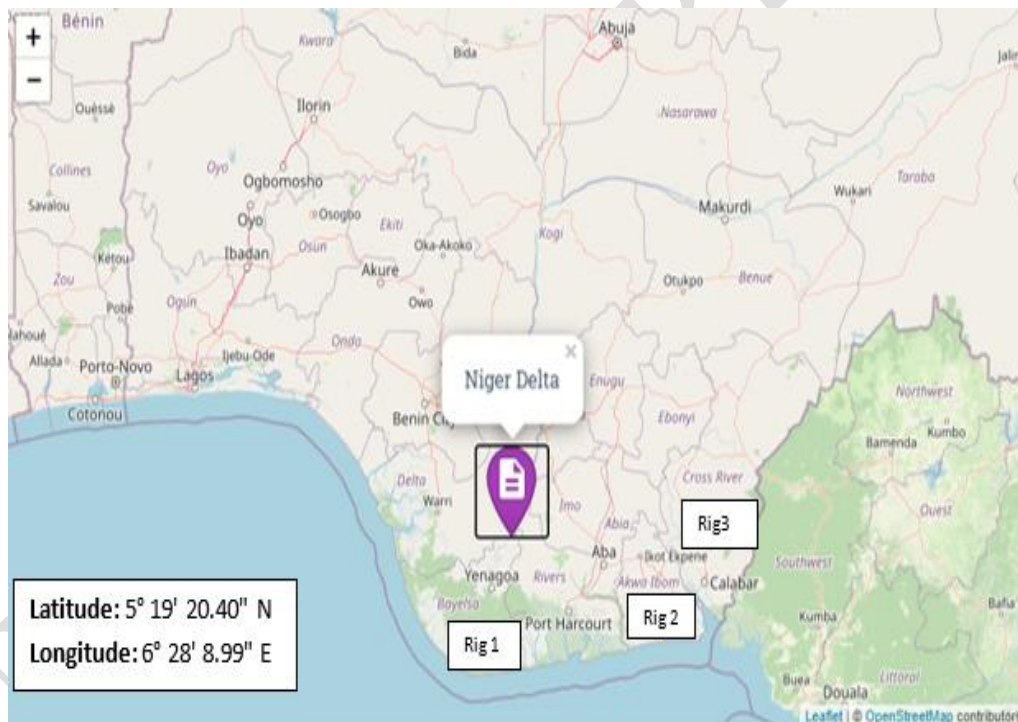 +
−
Bénin
Kwara
Bida
Abuja
Ouèssè
Ilorin
Nasarawa
Collines
Oyo
Ogbomosho
Savalou
Oyo
Osogbo
Ekiti
Kogi
Makurdi
Wukari
Taraba
Kétou
Ibadan
Osun
Oka-Akoko
Zou
Akure
Otukpo
Benue
Pobè
Ogun
Owo
Ondo
Allada
Porto-Novo
Ijebu-Ode
Lagos
Cotonou
×
Niger Delta
Enugu
Ebonyi
Northwest
Kumbo
Bamenda
Benin City
Delta
Warri
Imo
Cross River
Ouest
Abia
Rig3
Aba
Ikot Ekpene
Southwest
Yenagoa
Rivers
Akwa Ibom
Calabar
Bayelsa
Port Harcourt
Rig 2
Kumba
Rig 1
Latitude: 5° 19' 20.40" N
Longitude: 6° 28' 8.99" E
Littoral
Buea
Douala
Leaflet | © OpenStreetMap contributors